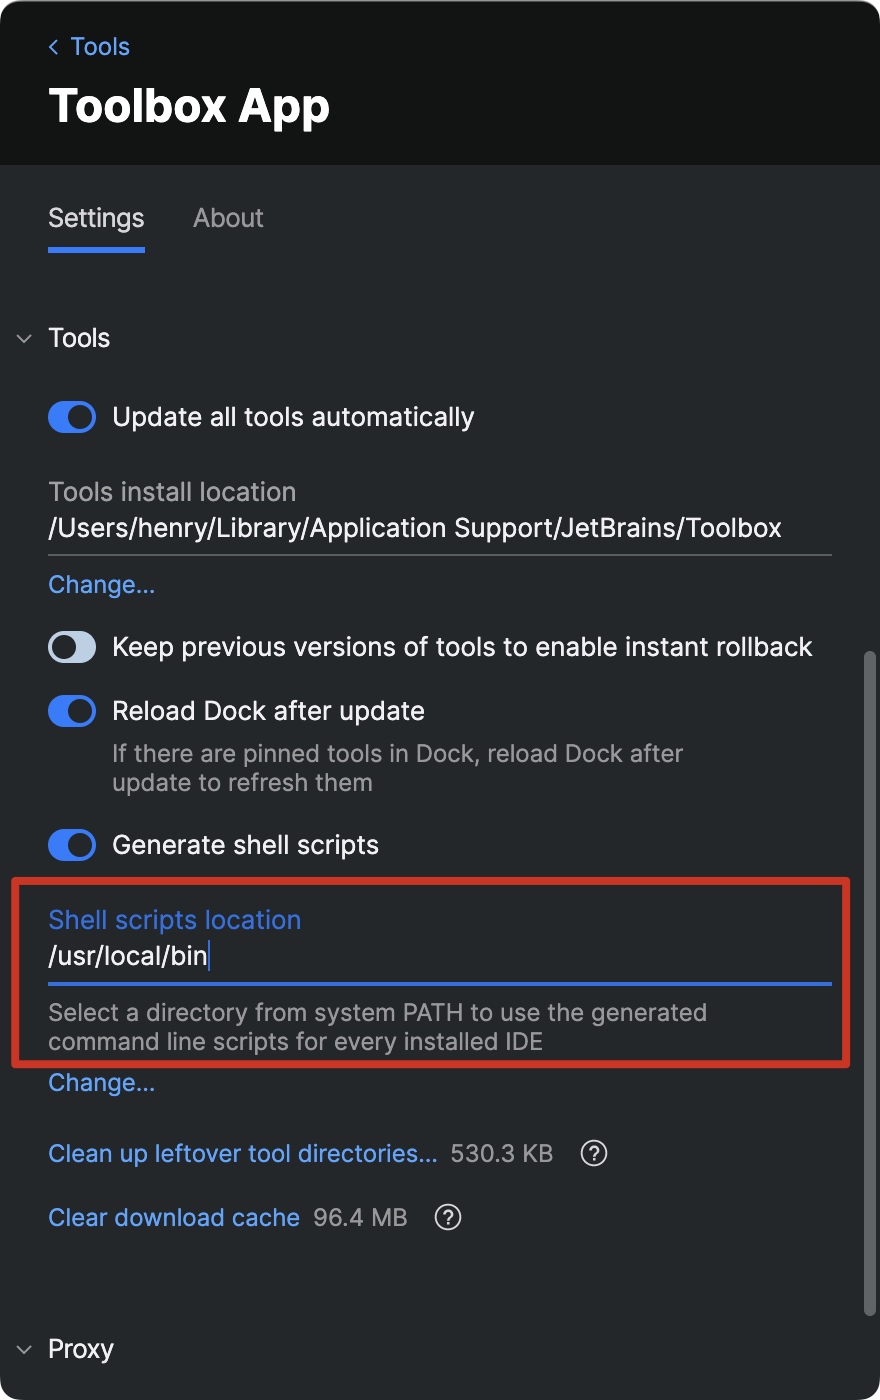 Tools
Toolbox App
Settings
About
Tools
Update all tools automatically
Tools install location
/Users/henry/Library/Application Support/JetBrains/Toolbox
Change...
Keep previous versions of tools to enable instant rollback
Reload Dock after update
If there are pinned tools in Dock, reload Dock after
update to refresh them
Generate shell scripts
Shell scripts location
/usr/local/bin
Select a directory from system PATH to use the generated
command line scripts for every installed IDE
Change...
Clean up leftover tool directories... 530.3 KB ?
Clear download cache 96.4 MB ?
Proxy